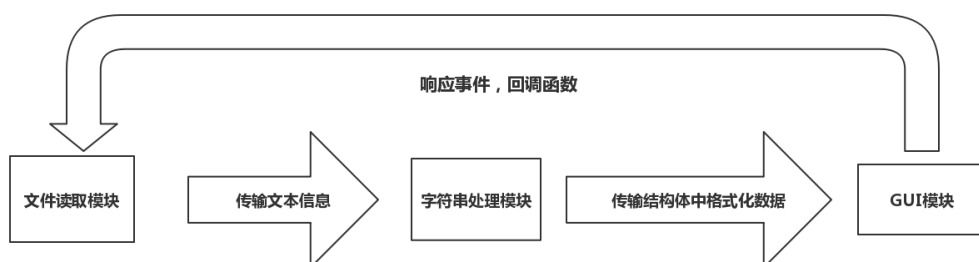 响应事件，回调函数
文件读取模块
传输文本信息
字符串处理模块
传输结构体中格式化数据
GUI模块